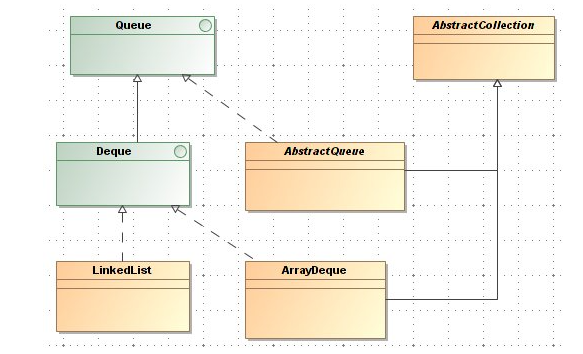 Queue
AbstractCollection
Deque
AbstractQueue
LinkedList
ArrayDeque